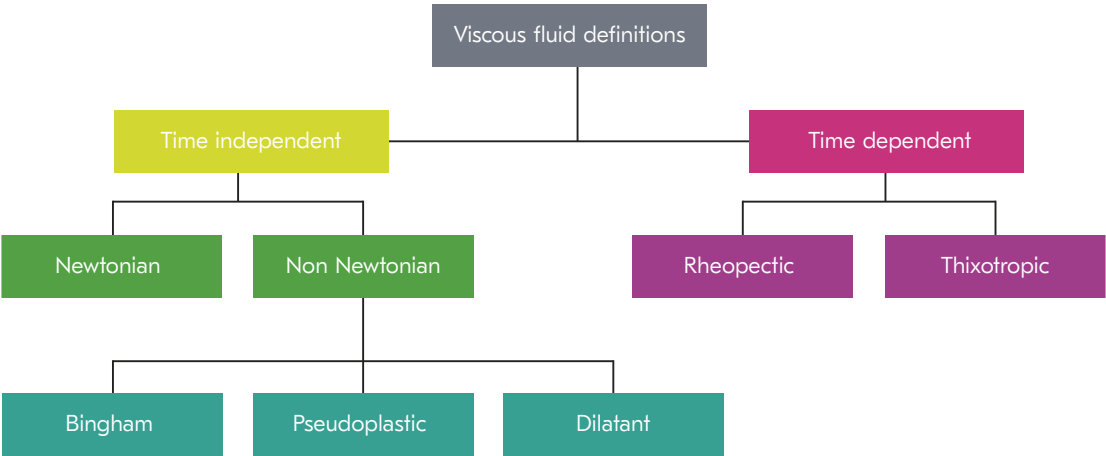 Viscous fluid definitions
Time independent
Time dependent
Newtonian
Non Newtonian
Rheopectic
Thixotropic
Bingham
Pseudoplastic
Dilatant